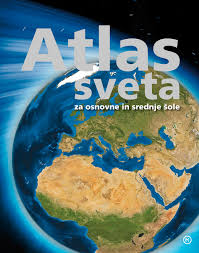 Atlas
sveta
za osnovne in srednje šole